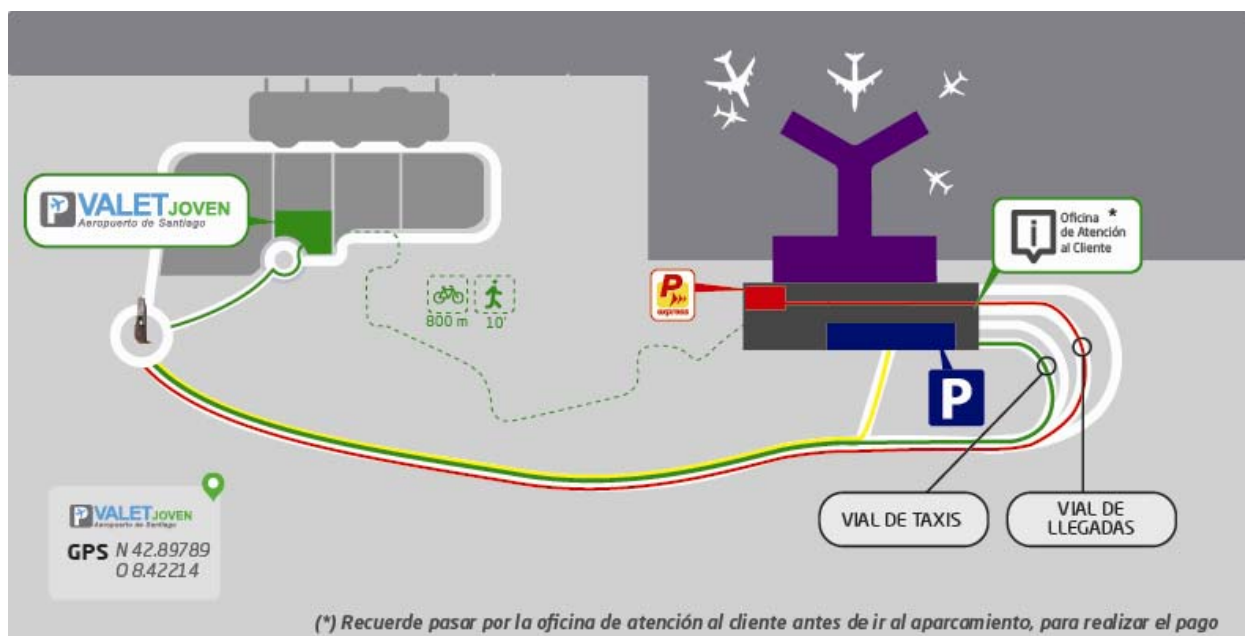 VALET JOVEN
Aeropuerto de Santiago
Oficina *
de Atención
al Cliente
P
express
800 m 10'
P
VIAL DE TAXIS
VIAL DE
LLEGADAS
VALET JOVEN
Aeropuerto de Santiago
GPS N 42.89789
O 8.42214
(*) Recuerde pasar por la oficina de atención al cliente antes de ir al aparcamiento, para realizar el pago